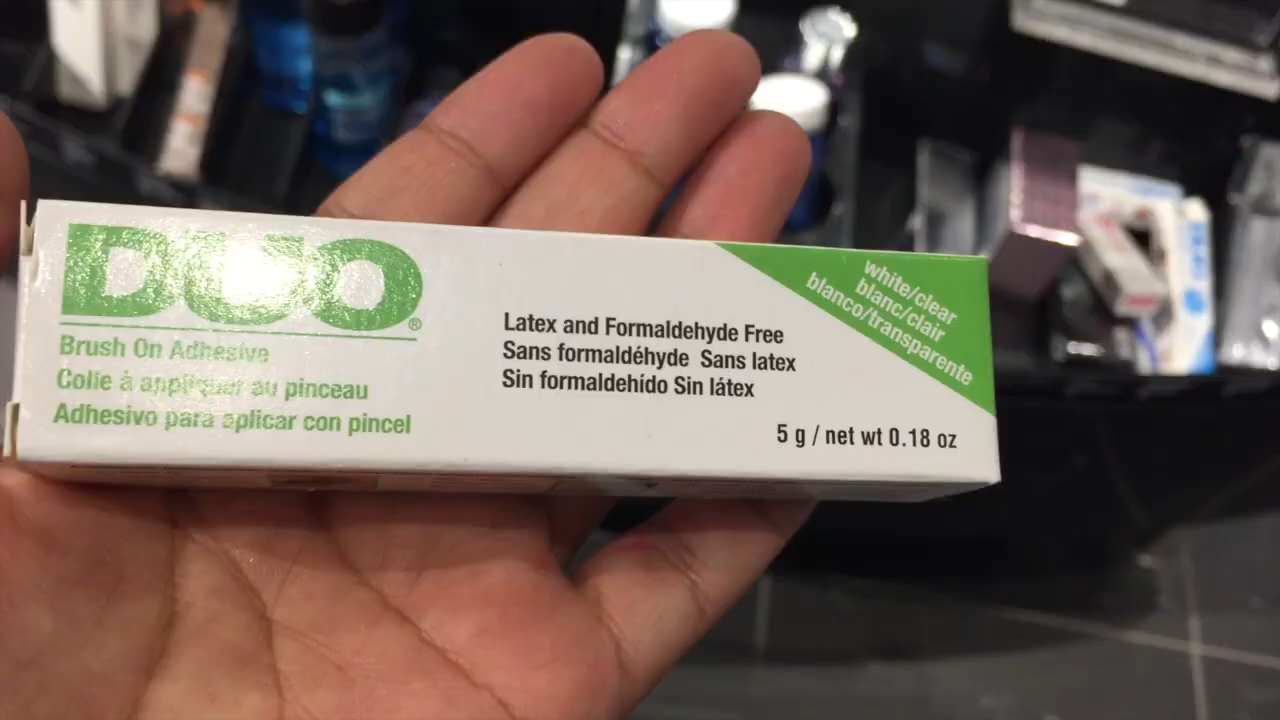 DUO®
Brush On Adhesive
Colle à appliquer au pinceau
Adhesivo para aplicar con pincel
Latex and Formaldehyde Free
Sans formaldéhyde Sans latex
Sin formaldehído Sin látex
white/clear
blanc/clair
blanco/transparente
5 g / net wt 0.18 oz